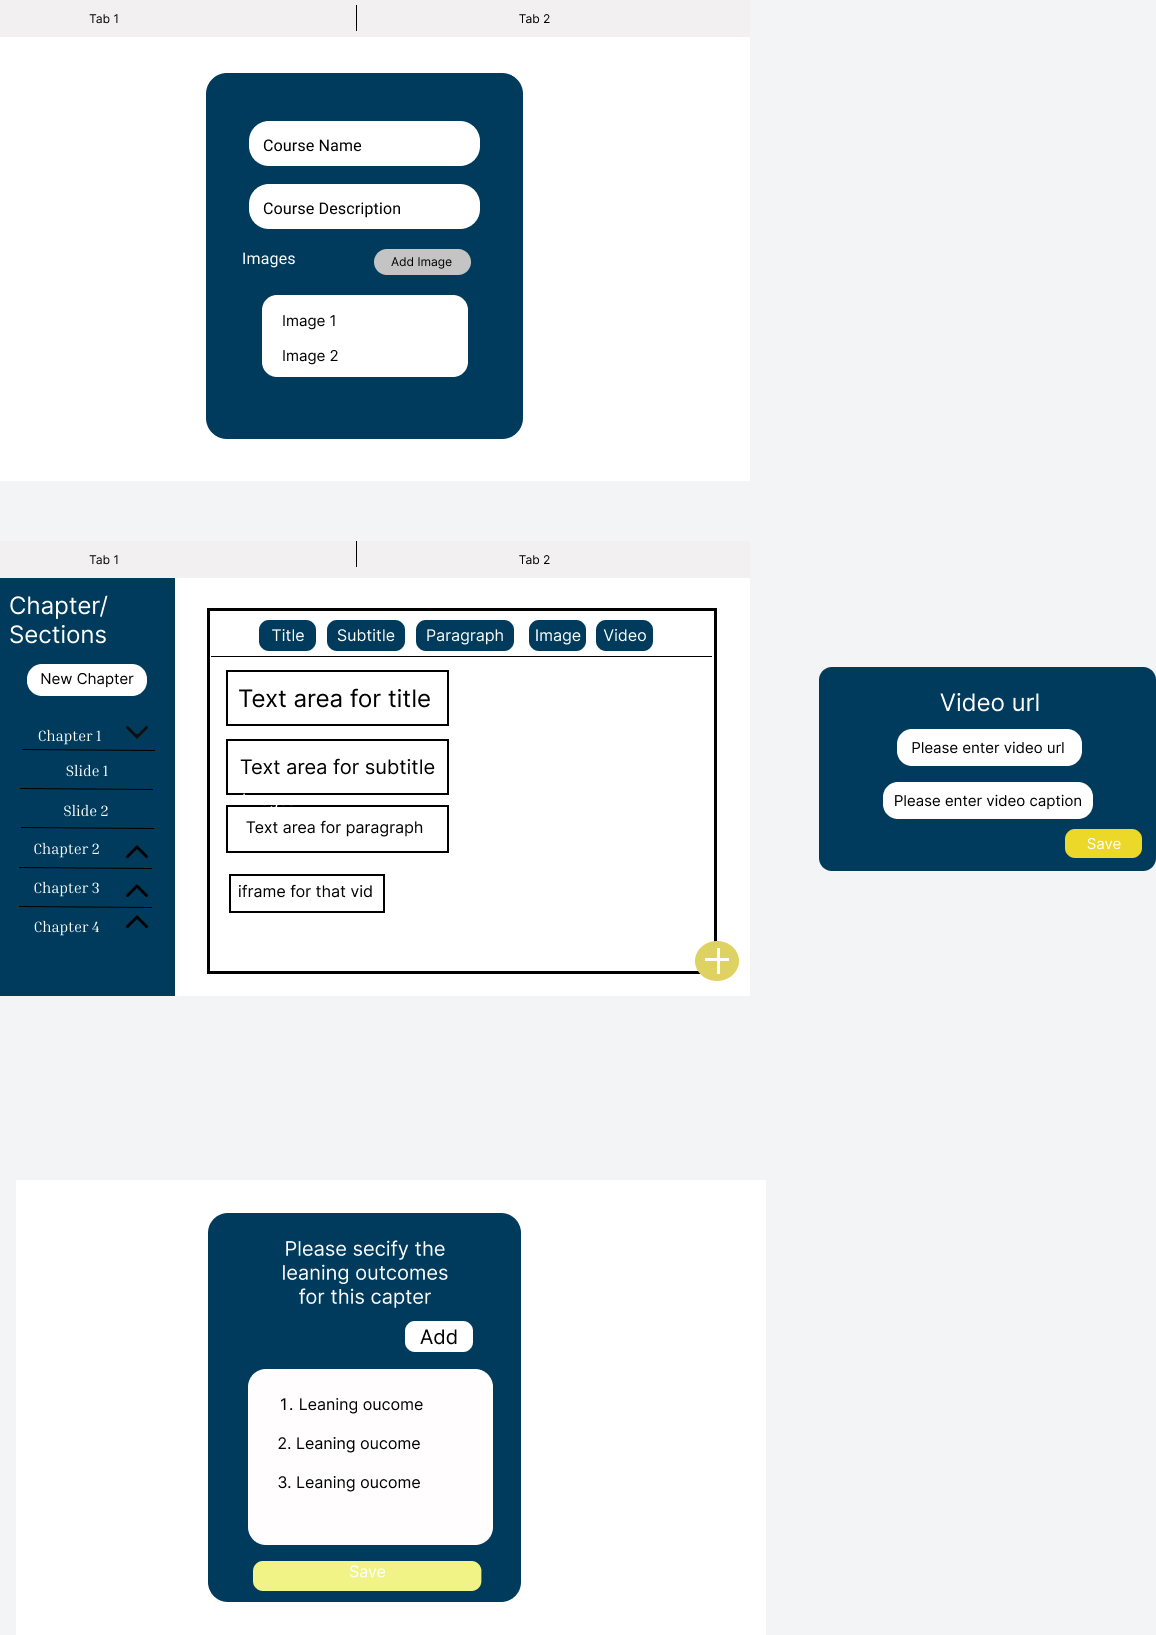 Tab 1
Tab 2
Course Name
Course Description
Images
Add Image
Image 1
Image 2
Tab 1
Tab 2
Chapter/
Sections
New Chapter
Chapter 1
Slide 1
Slide 2
Chapter 2
Chapter 3
Chapter 4
Title
Subtitle
Paragraph
Image
Video
Text area for title
Text area for subtitle
Text area for paragraph
iframe for that vid
Video url
Please enter video url
Please enter video caption
Save
Please secify the
leaning outcomes
for this capter
Add
1. Leaning oucome
2. Leaning oucome
3. Leaning oucome
Save